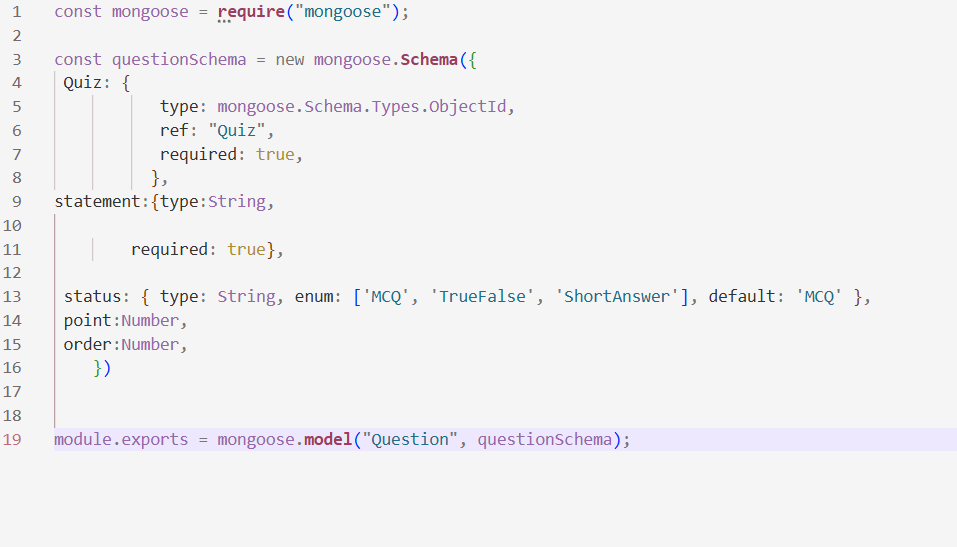 1 const mongoose = require("mongoose");
2
3 const questionSchema = new mongoose.Schema({
4 Quiz: {
5 type: mongoose.Schema.Types.ObjectId,
6 ref: "Quiz",
7 required: true,
8 },
9 statement:{type:String,
10
11 required: true},
12
13 status: { type: String, enum: ['MCQ', 'TrueFalse', 'ShortAnswer'], default: 'MCQ' },
14 point:Number,
15 order:Number,
16 })
17
18
19 module.exports = mongoose.model("Question", questionSchema);